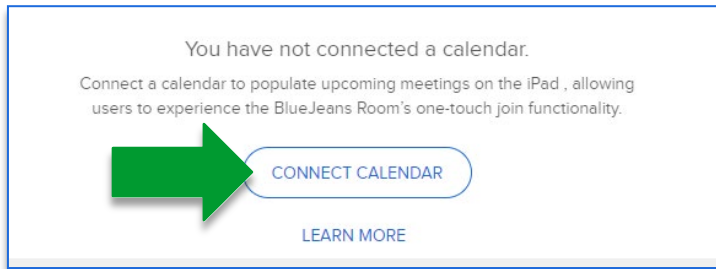 You have not connected a calendar.
Connect a calendar to populate upcoming meetings on the iPad , allowing
users to experience the BlueJeans Room's one-touch join functionality.
CONNECT CALENDAR
LEARN MORE